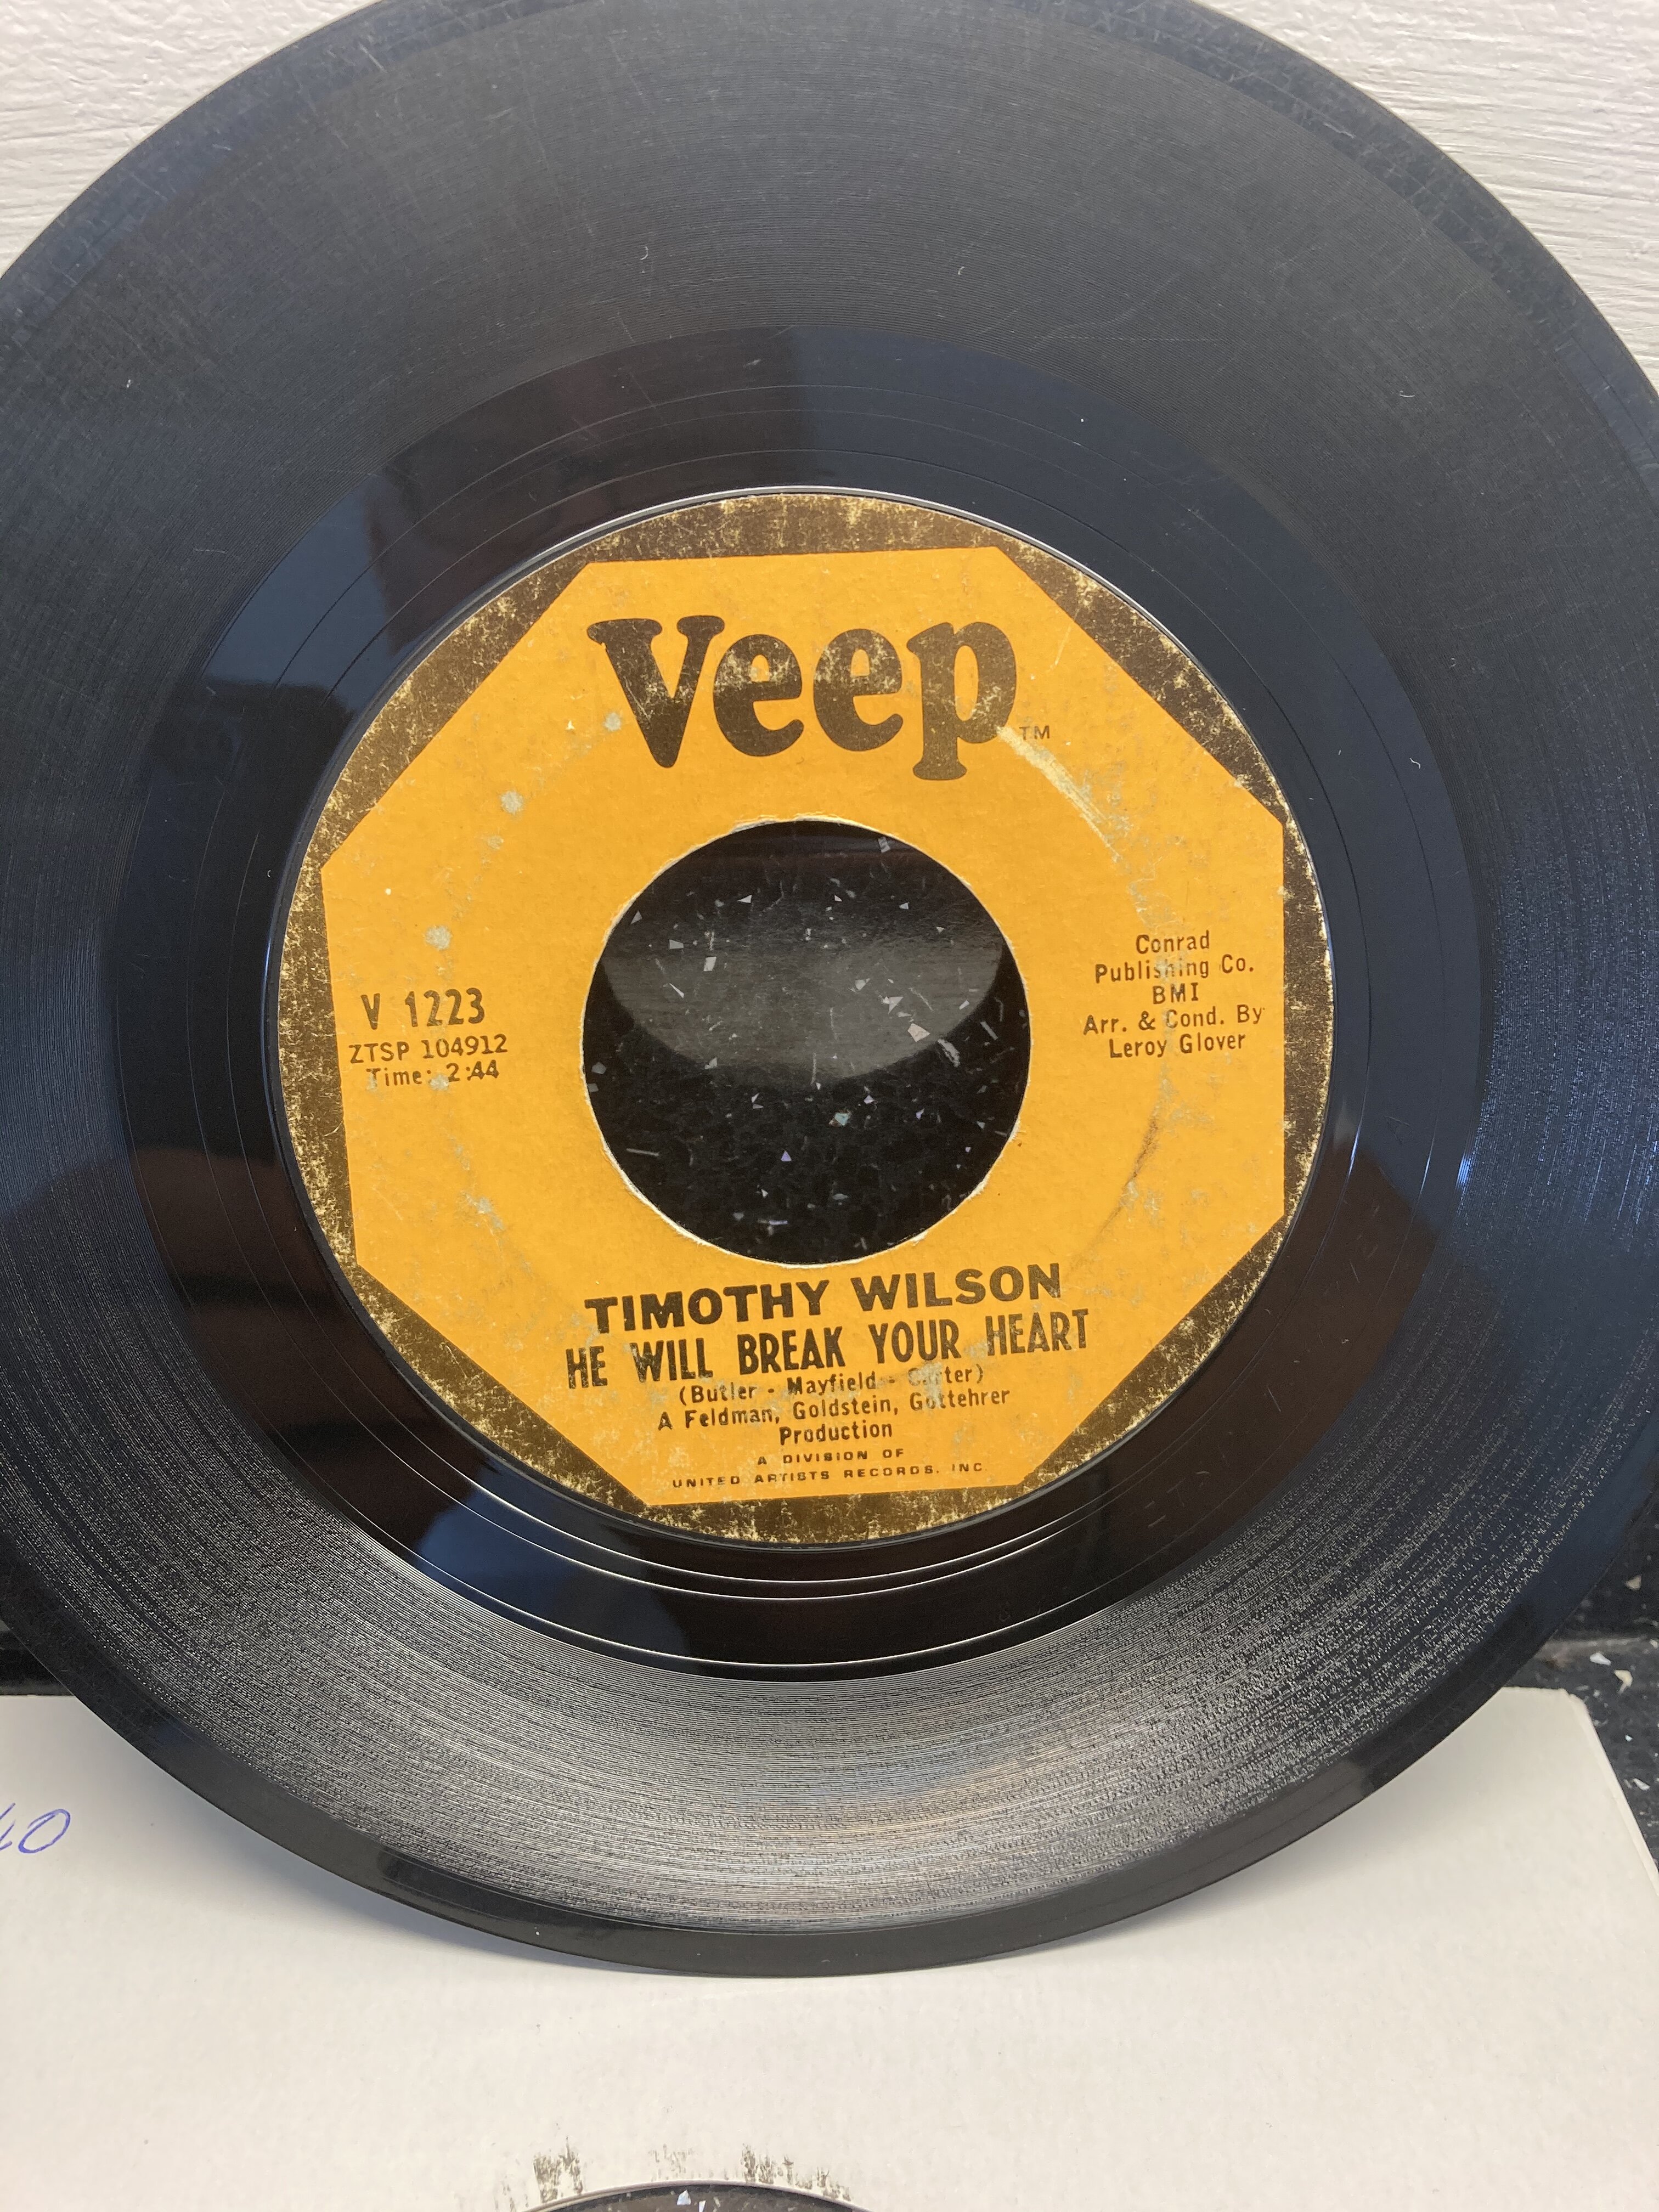 Veep TM
V 1223
ZTSP 104912
Time: 2:44
Conrad
Publishing Co.
BMI
Arr. & Cond. By
Leroy Glover
TIMOTHY WILSON
HE WILL BREAK YOUR HEART
(Butler - Mayfield - Carter)
A Feldman, Goldstein, Gottehrer
Production
A DIVISION OF
UNITED ARTISTS RECORDS, INC